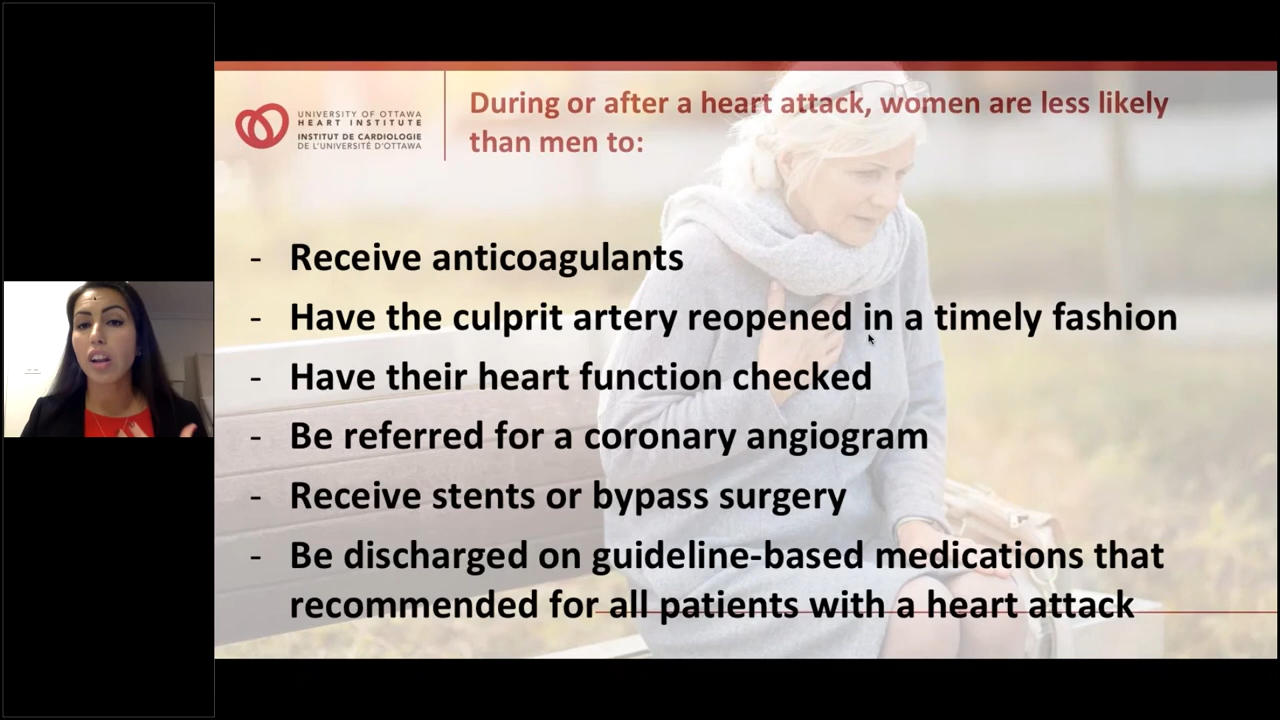 UNIVERSITY OF OTTAWA
HEART INSTITUTE
INSTITUT DE CARDIOLOGIE
DE L'UNIVERSITÉ D'OTTAWA
During or after a heart attack, women are less likely
than men to:
- Receive anticoagulants
- Have the culprit artery reopened in a timely fashion
- Have their heart function checked
- Be referred for a coronary angiogram
- Receive stents or bypass surgery
- Be discharged on guideline-based medications that
recommended for all patients with a heart attack